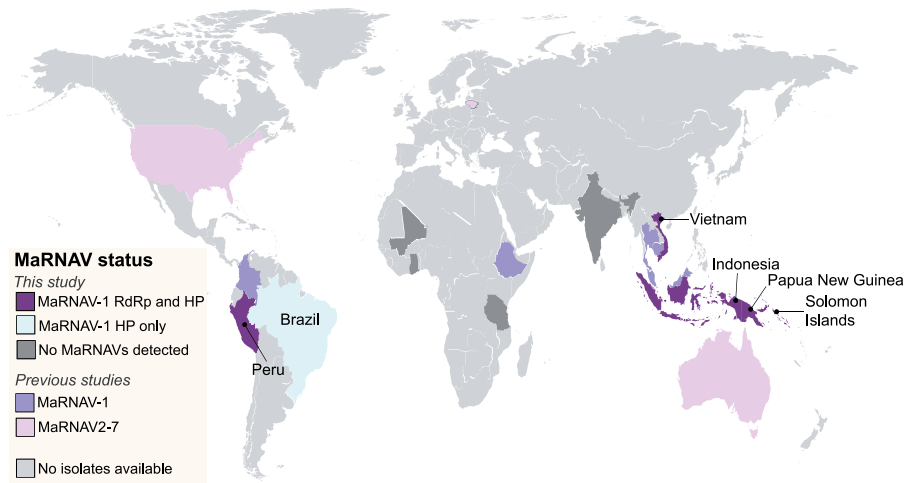 Vietnam
Indonesia
Papua New Guinea
Solomon
Islands
Brazil
Peru
MaRNAV status
This study
MaRNAV-1 RdRp and HP
MaRNAV-1 HP only
No MaRNAVs detected
Previous studies
MaRNAV-1
MaRNAV2-7
No isolates available